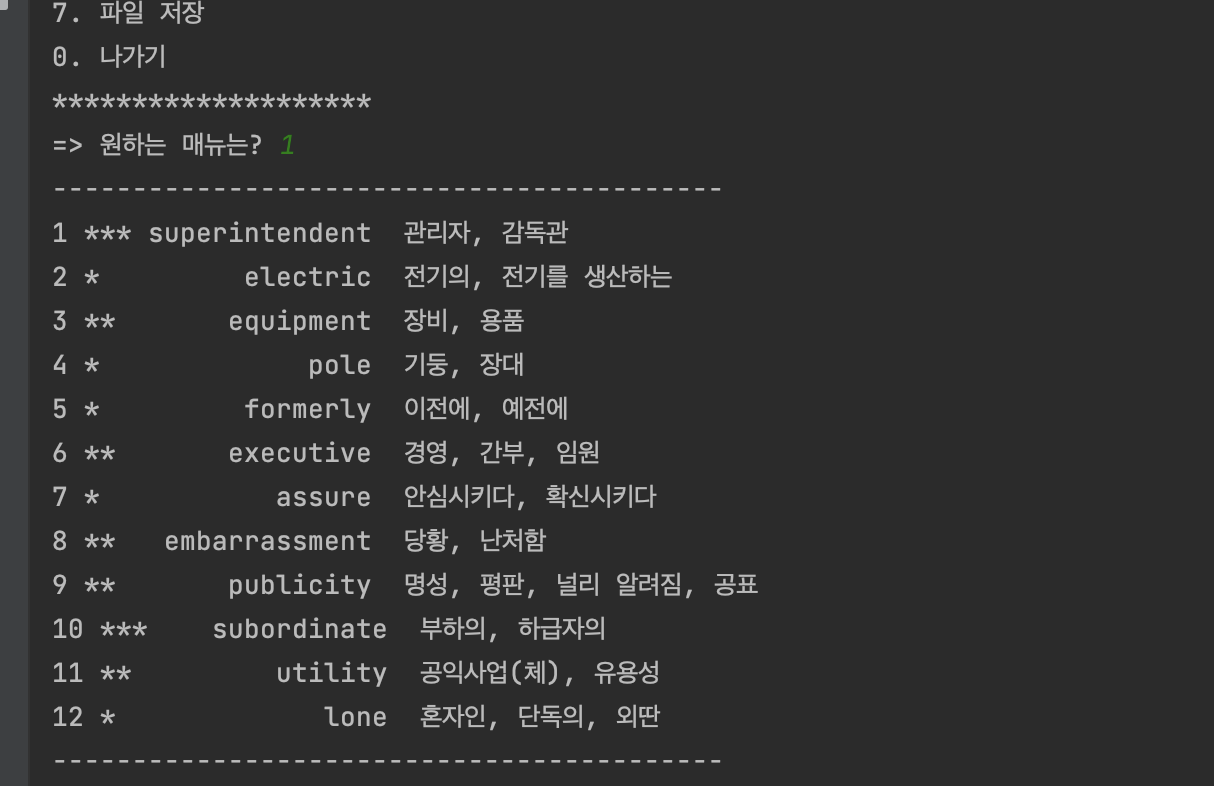 7. 파일 저장
0. 나가기
********************
=> 원하는 매뉴는? 1
------------------------------------------
1 *** superintendent  관리자, 감독관
2 *         electric  전기의, 전기를 생산하는
3 **       equipment  장비, 용품
4 *             pole  기둥, 장대
5 *         formerly  이전에, 예전에
6 **       executive  경영, 간부, 임원
7 *           assure  안심시키다, 확신시키다
8 **   embarrassment  당황, 난처함
9 **       publicity  명성, 평판, 널리 알려짐, 공표
10 ***    subordinate  부하의, 하급자의
11 **         utility  공익사업(체), 유용성
12 *             lone  혼자인, 단독의, 외딴
------------------------------------------